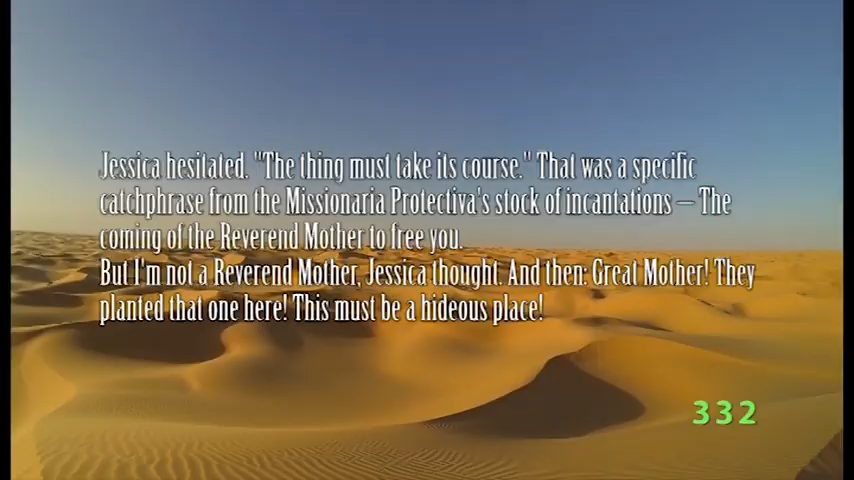 Jessica hesitated. "The thing must take its course." That was a specific
catchphrase from the Missionaria Protectiva's stock of incantations – The
coming of the Reverend Mother to free you.
But I'm not a Reverend Mother, Jessica thought. And then: Great Mother! They
planted that one here! This must be a hideous place!
332